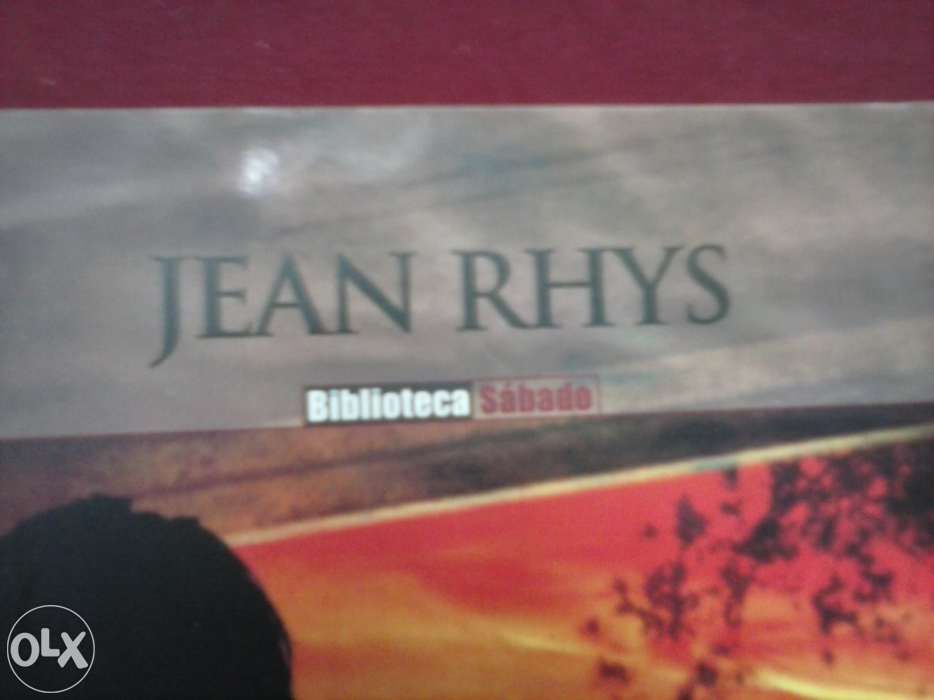 JEAN RHYS
Biblioteca Sábado
OLX